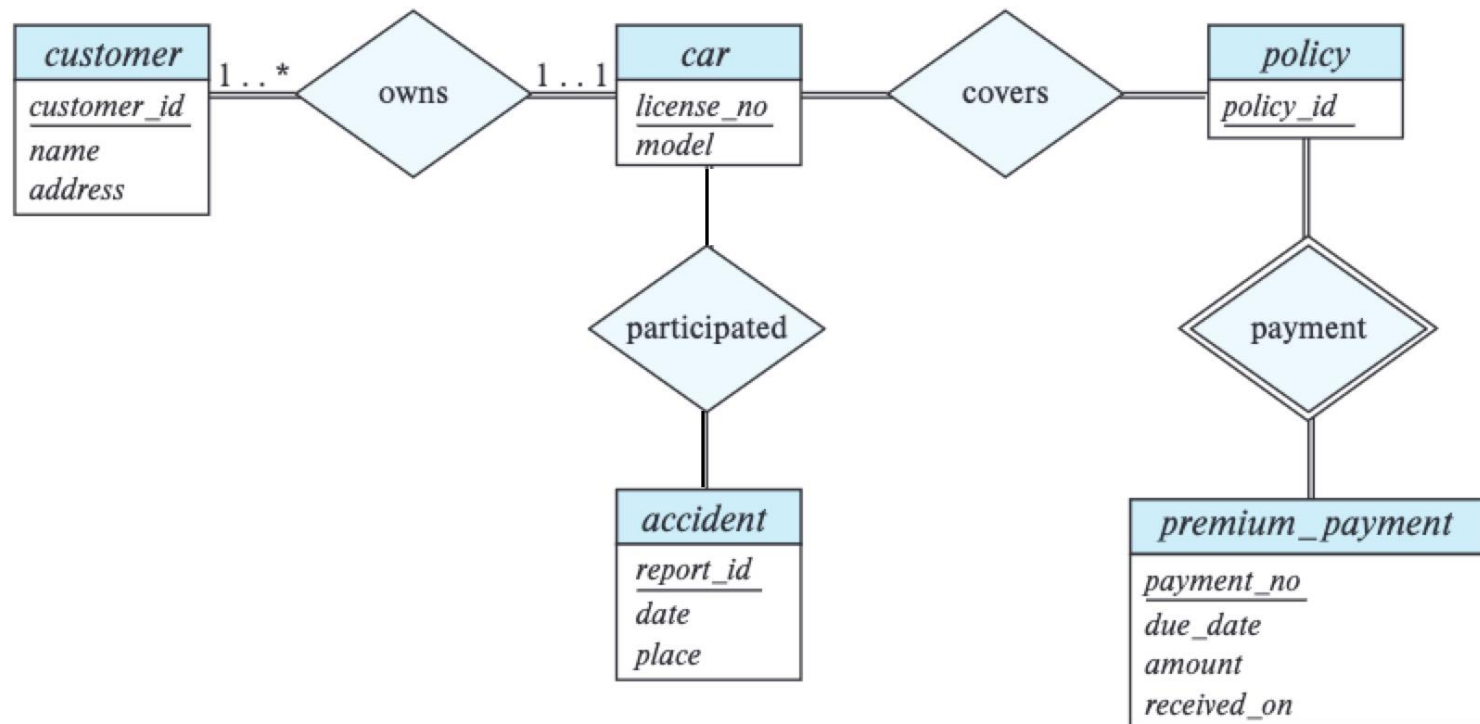 customer
customer_id
name
address
1 . . *
owns
1 . . 1
car
license_no
model
covers
policy
policy_id
participated
payment
accident
report_id
date
place
premium_payment
payment_no
due_date
amount
received_on